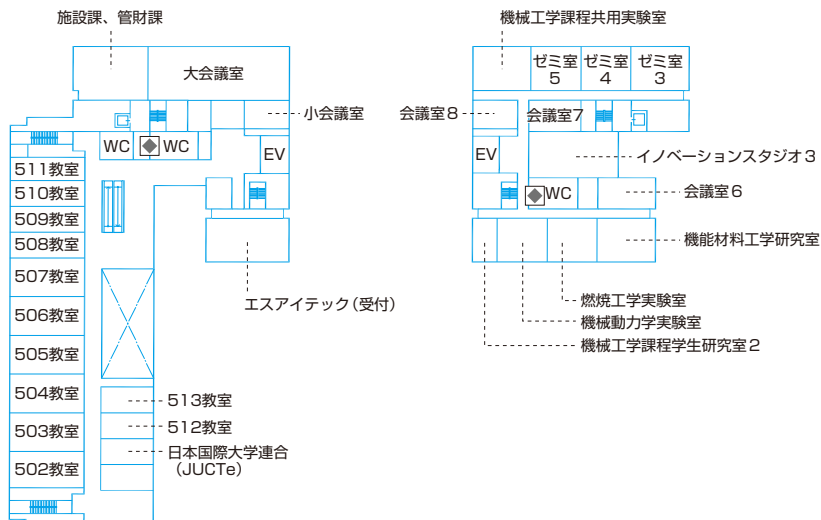 施設課、管財課
大会議室
小会議室
WC
WC
EV
511教室
510教室
509教室
508教室
507教室
506教室
505教室
504教室
503教室
502教室
エスアイテック（受付）
513教室
512教室
日本国際大学連合
（JUCTe）
機械工学課程共用実験室
ゼミ室
5
ゼミ室
4
ゼミ室
3
会議室8
会議室7
EV
イノベーションスタジオ3
WC
会議室6
機能材料工学研究室
燃焼工学実験室
機械動力学実験室
機械工学課程学生研究室2